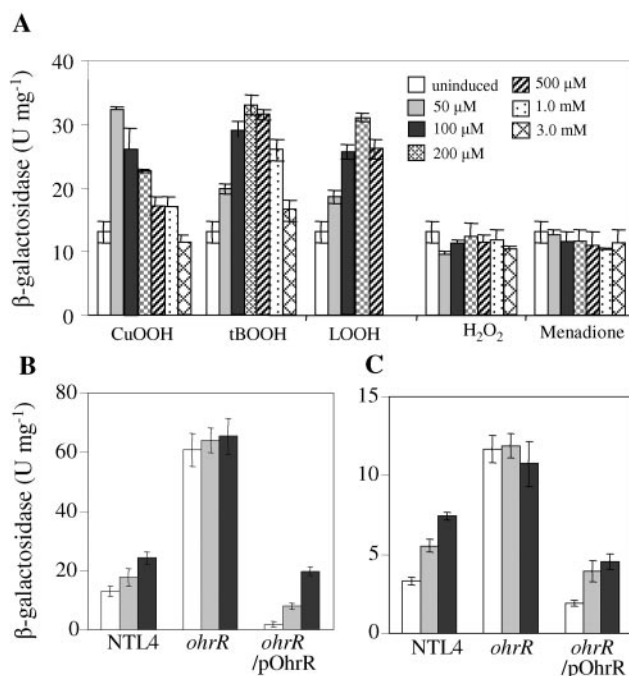 A
β-galactosidase (U mg-1)
40
30
20
10
0
uninduced
50 μM
100 μM
200 μM
500 μM
1.0 mM
3.0 mM
CuOOH tBOOH LOOH H2O2 Menadione
B
β-galactosidase (U mg-1)
80
60
40
20
0
NTL4 ohrR ohrR
/pOhrR
C
15
10
5
0
NTL4 ohrR ohrR
/pOhrR